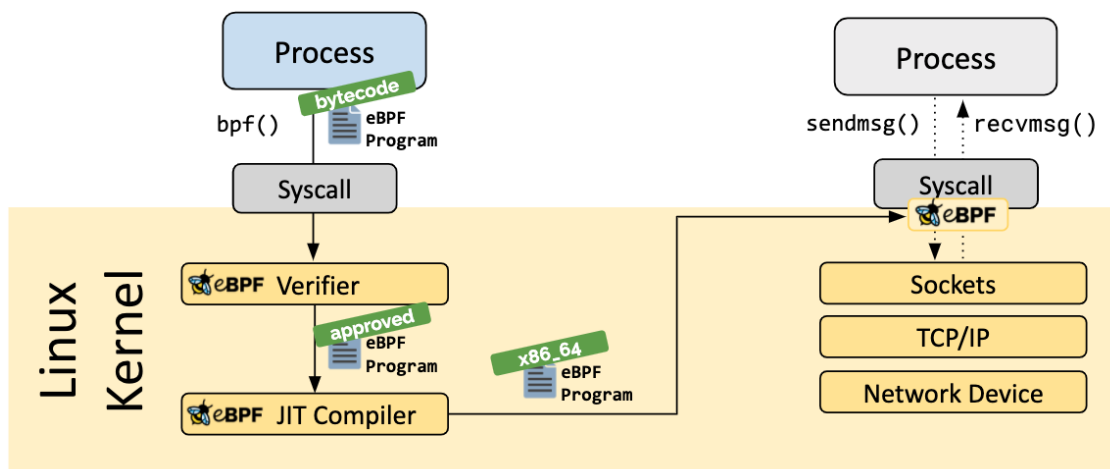 Process
bytecode
bpf()
eBPF
Program
Syscall
Linux
Kernel
eBPF Verifier
approved
eBPF
Program
eBPF JIT Compiler
x86_64
eBPF
Program
Process
sendmsg()
recvmsg()
Syscall
eBPF
Sockets
TCP/IP
Network Device